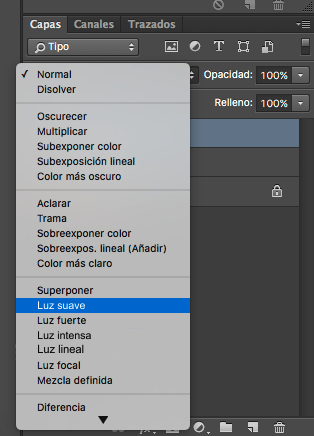 Capas Canales Trazados
Tipo
Normal
Disolver
Opacidad: 100%
Relleno: 100%
Oscurecer
Multiplicar
Subexponer color
Subexposición lineal
Color más oscuro
Aclarar
Trama
Sobreexponer color
Sobreexpos. lineal (Añadir)
Color más claro
Superponer
Luz suave
Luz fuerte
Luz intensa
Luz lineal
Luz focal
Mezcla definida
Diferencia
fx